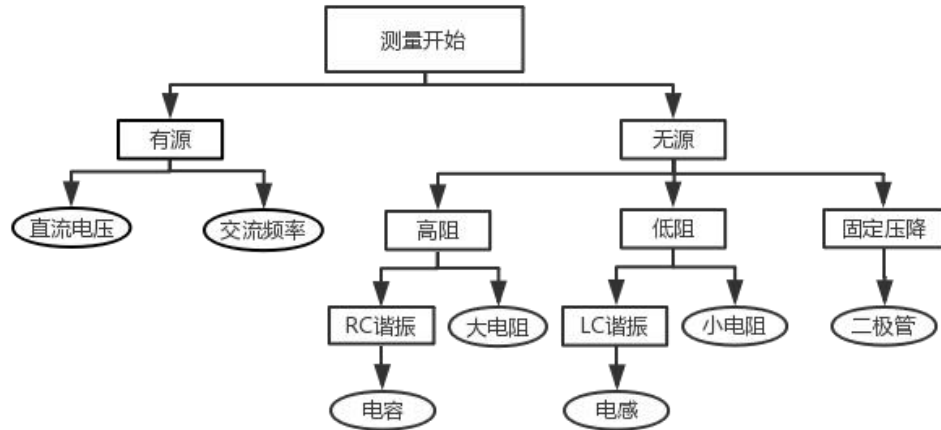 测量开始
有源
无源
直流电压
交流频率
高阻
低阻
固定压降
RC谐振
大电阻
LC谐振
小电阻
二极管
电容
电感